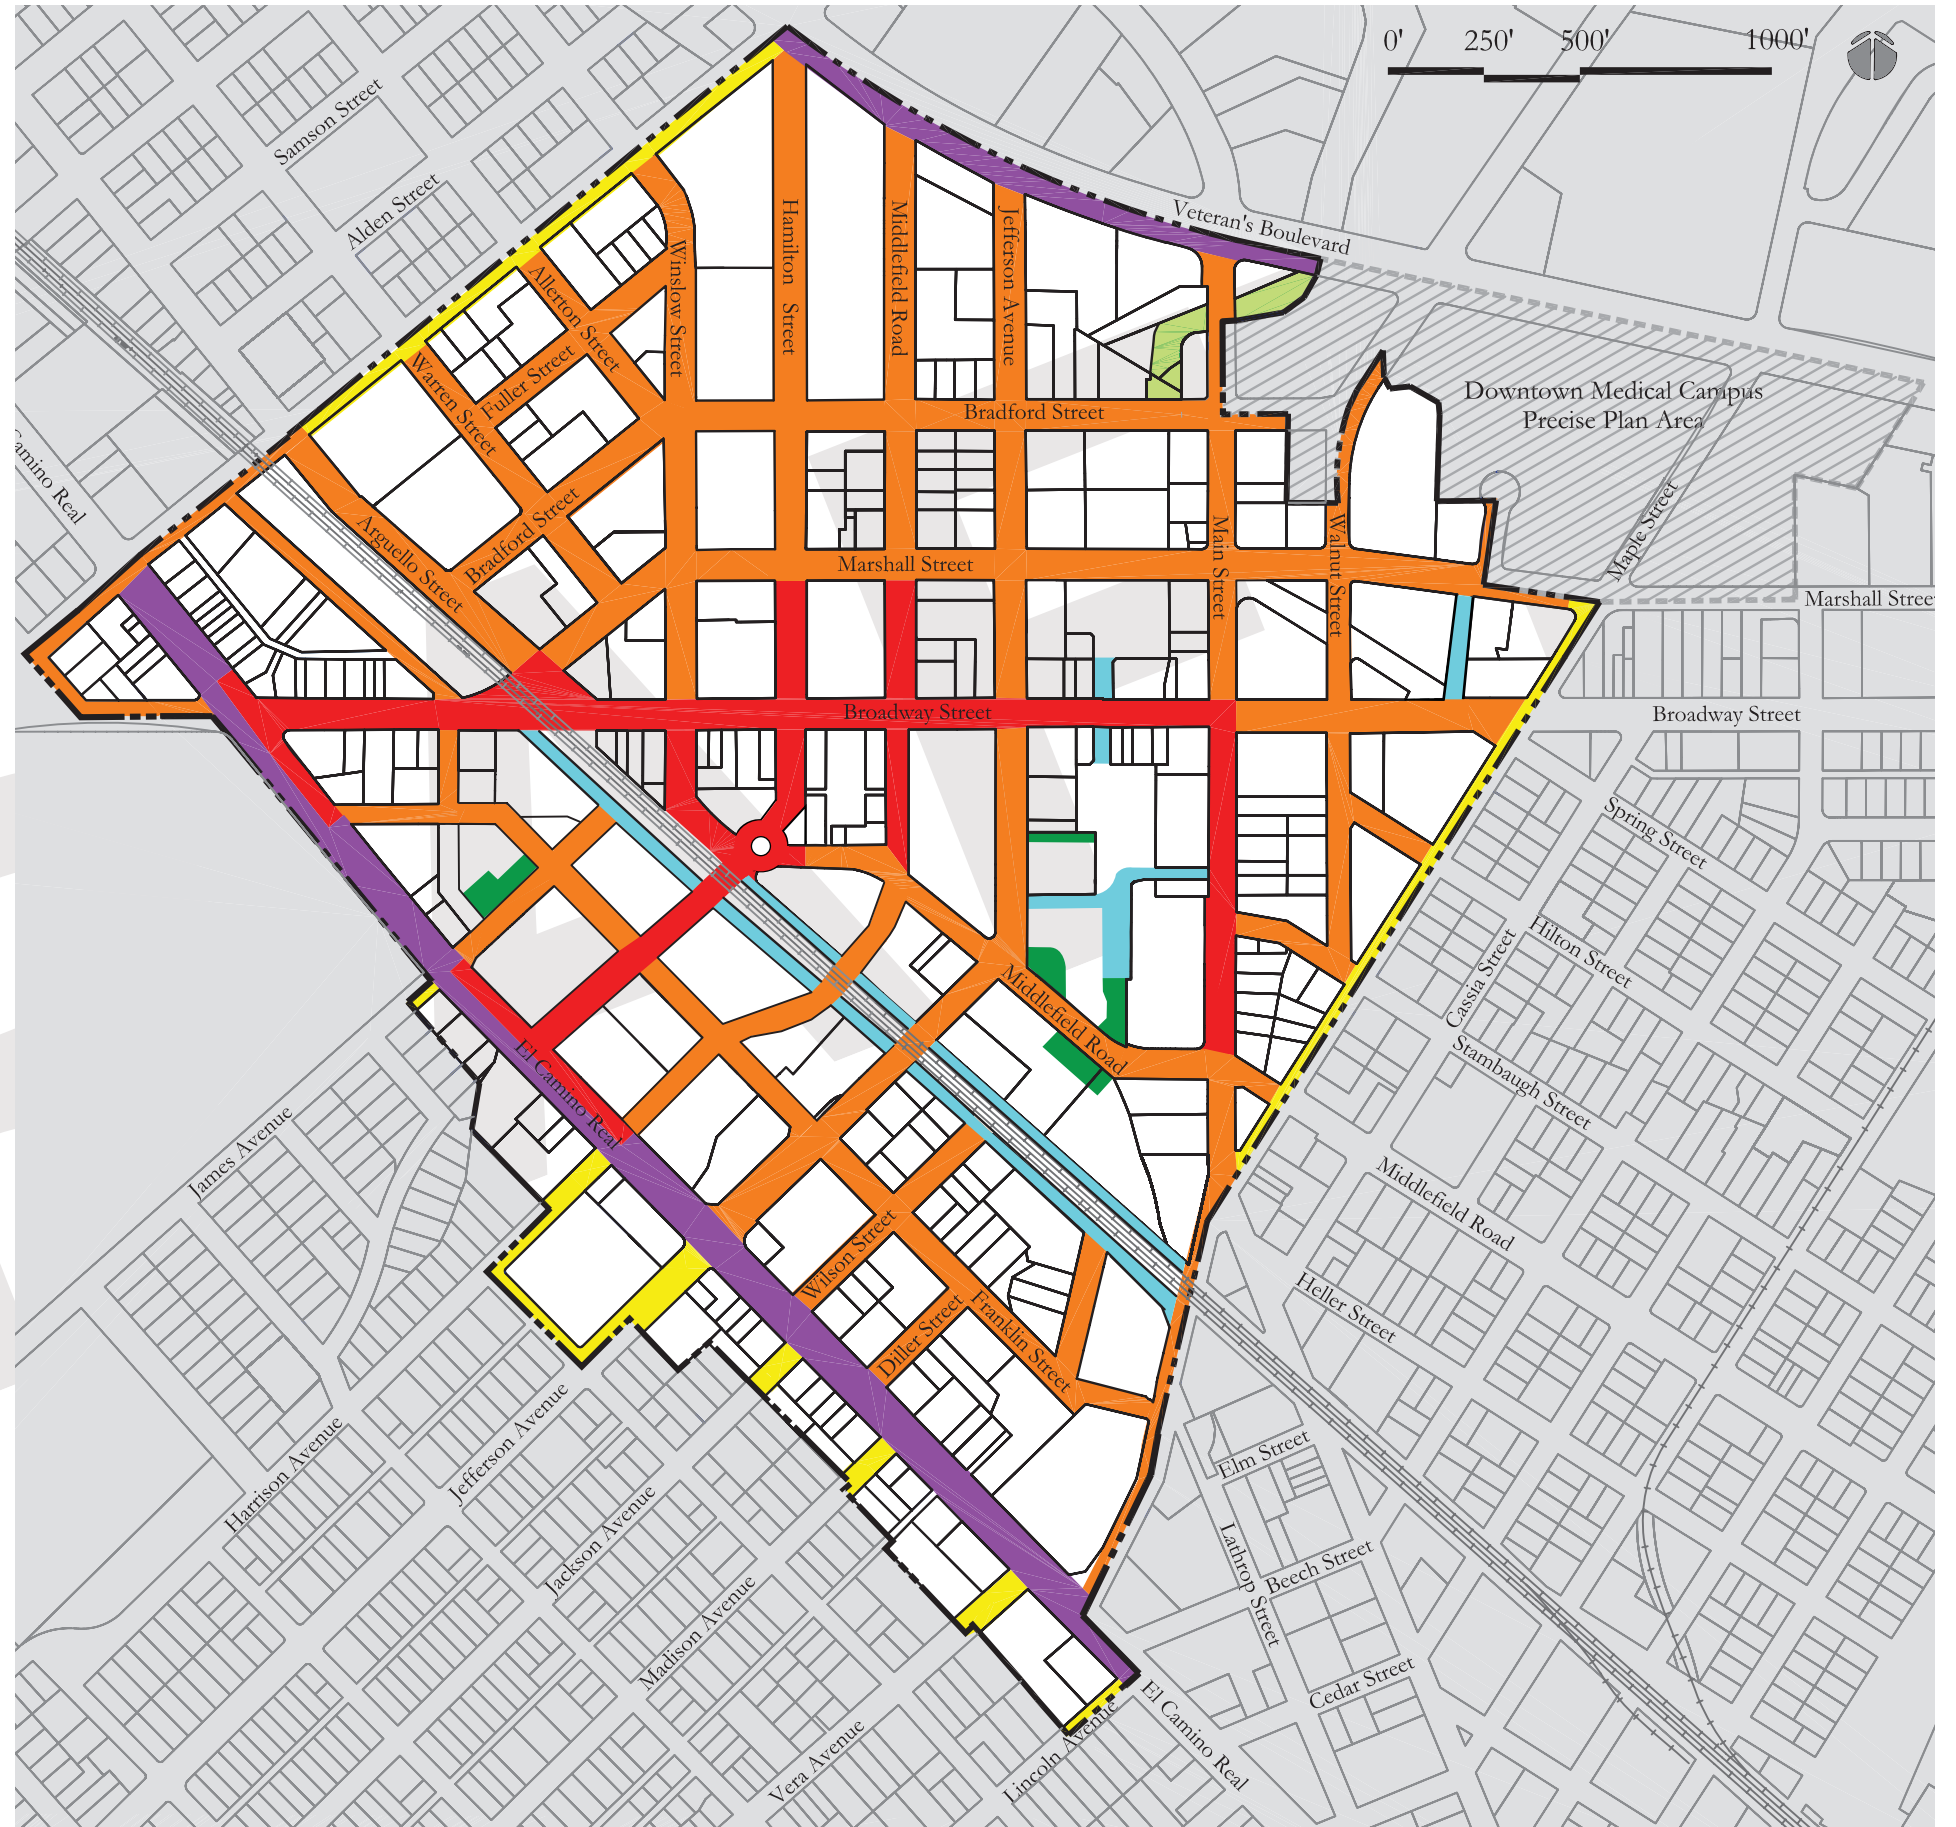 0' 250' 500' 1000'
Samson Street
Alden Street
Veteran's Boulevard
Hamilton Street
Middlefield Road
Jefferson Avenue
Winslow Street
Allerton Street
Warren Street
Fuller Street
Downtown Medical Campus
Precise Plan Area
Bradford Street
amino Real
Bradford Street
Arguello Street
Marshall Street
Main Street
Walnut Street
Maple Street
Marshall Stree
Broadway Street
Broadway Street
Spring Street
Hilton Street
Cassia Street
Middlefield Road
Stambaugh Street
El Camino Real
James Avenue
Middlefield Road
Wilson Street
Heller Street
Diller Street
Franklin Street
Harrison Avenue
Jefferson Avenue
Elm Street
Jackson Avenue
Lathrop Street
Beech Street
Madison Avenue
Cedar Street
El Camino Real
Vera Avenue
Lincoln Avenue